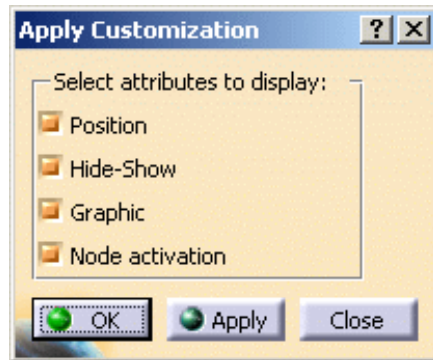 Apply Customization
?
Select attributes to display:
Position
Hide-Show
Graphic
Node activation
OK Apply Close